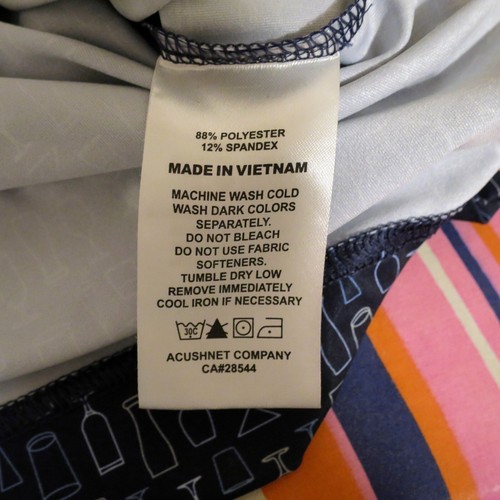 88% POLYESTER
12% SPANDEX
MADE IN VIETNAM
MACHINE WASH COLD
WASH DARK COLORS
SEPARATELY.
DO NOT BLEACH
DO NOT USE FABRIC
SOFTENERS.
TUMBLE DRY LOW
REMOVE IMMEDIATELY
COOL IRON IF NECESSARY
30C
ACUSHNET COMPANY
CA#28544